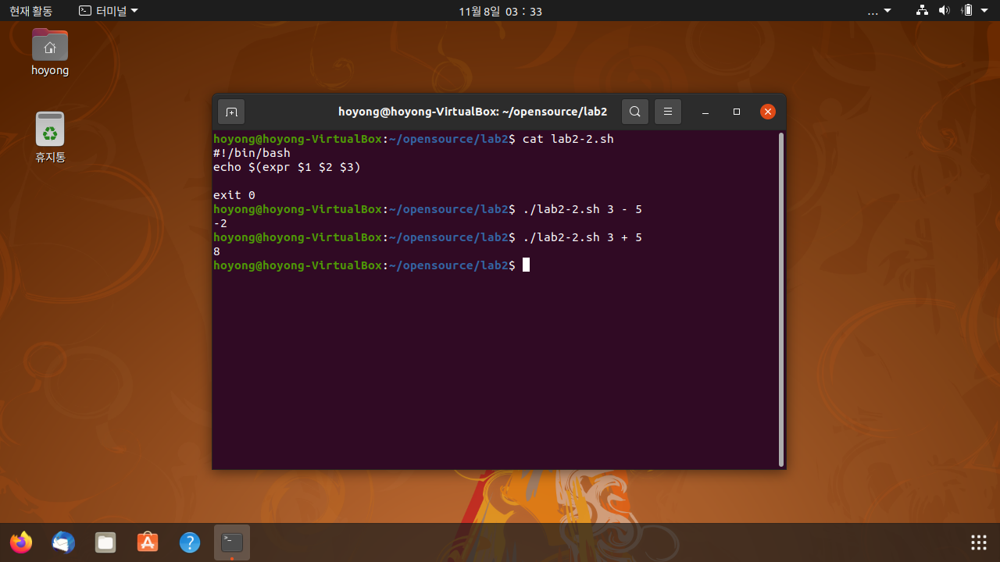 현재 활동
터미널
11월 8일 03 : 33
...
hoyong
휴지통
hoyong@hoyong-VirtualBox: ~/opensource/lab2
hoyong@hoyong-VirtualBox:~/opensource/lab2$ cat lab2-2.sh
#!/bin/bash
echo $(expr $1 $2 $3)
exit 0
hoyong@hoyong-VirtualBox:~/opensource/lab2$ ./lab2-2.sh 3 - 5
-2
hoyong@hoyong-VirtualBox:~/opensource/lab2$ ./lab2-2.sh 3 + 5
8
hoyong@hoyong-VirtualBox:~/opensource/lab2$